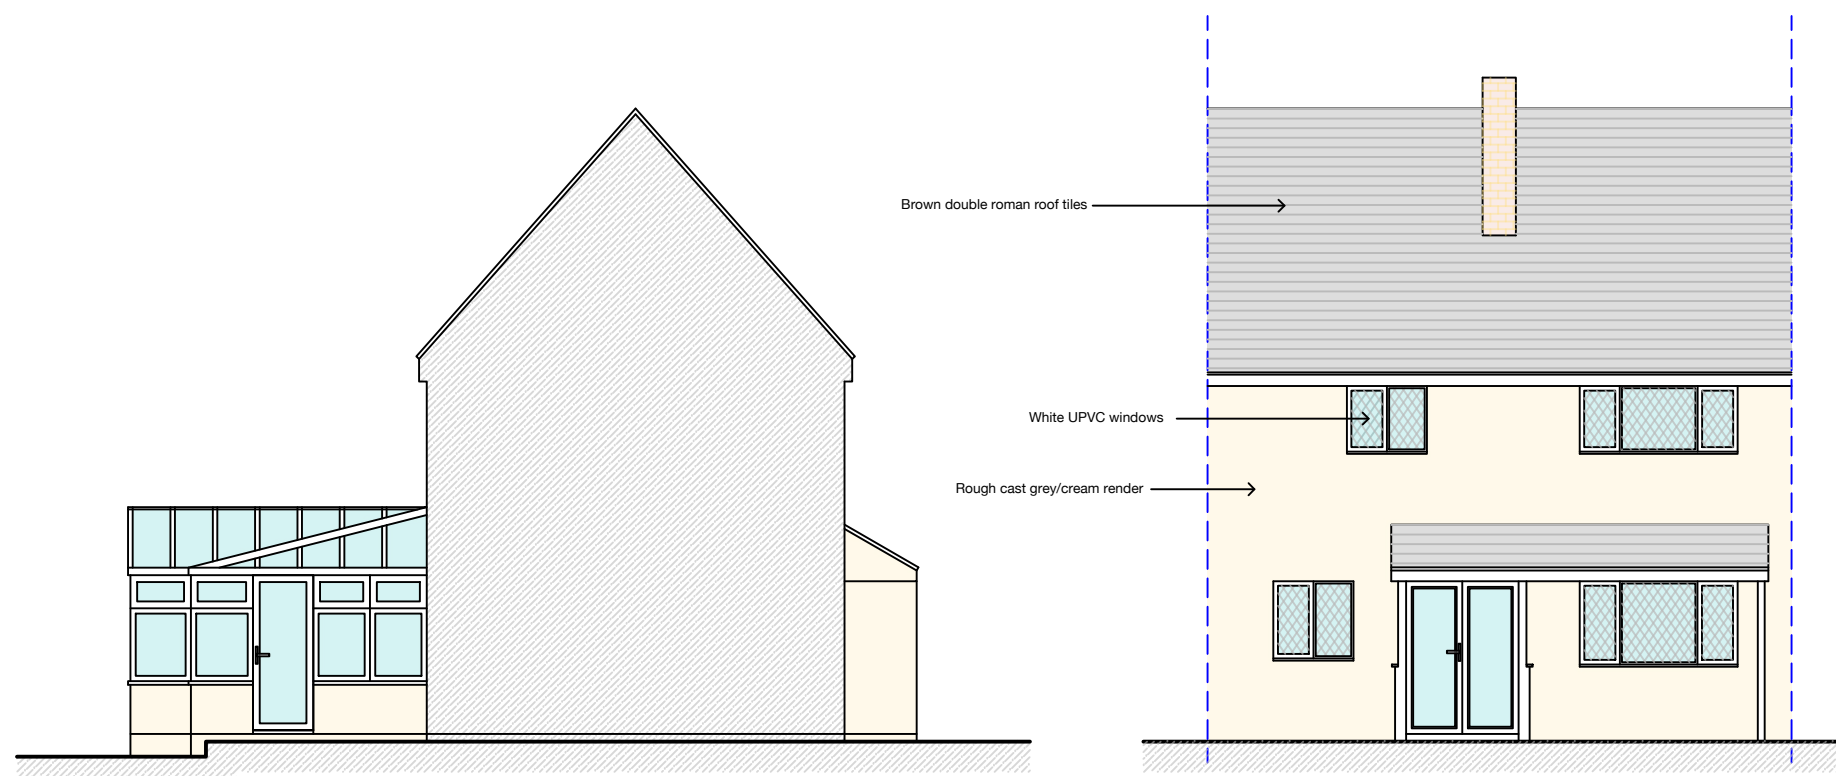 Brown double roman roof tiles
White UPVC windows
Rough cast grey/cream render